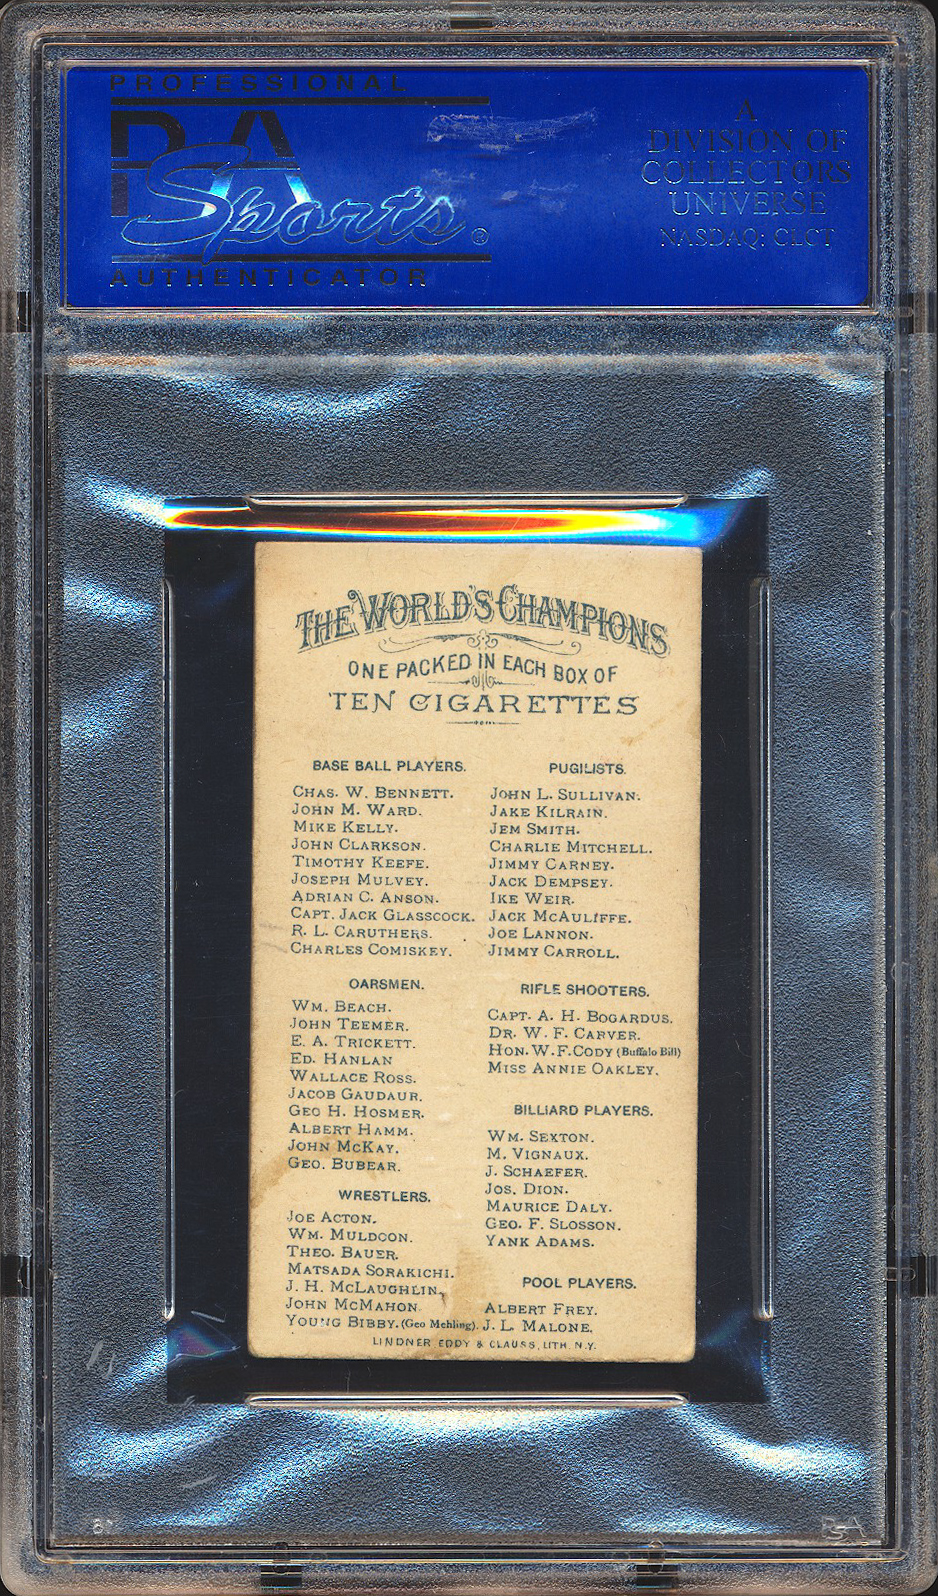 PROFESSIONAL
PSA
Sports®
AUTHENTICATOR
A
DIVISION OF
COLLECTORS
UNIVERSE
NASDAQ: CLCT
THE WORLD'S CHAMPIONS
ONE PACKED IN EACH BOX OF
TEN CIGARETTES
BASE BALL PLAYERS.
CHAS. W. BENNETT.
JOHN M. WARD.
MIKE KELLY.
JOHN CLARKSON.
TIMOTHY KEEFE.
JOSEPH MULVEY.
ADRIAN C. ANSON.
CAPT. JACK GLASSCOCK.
R. L. CARUTHERS.
CHARLES COMISKEY.
OARSMEN.
WM. BEACH.
JOHN TEEMER.
E. A. TRICKETT.
ED. HANLAN
WALLACE ROSS.
JACOB GAUDAUR.
GEO H. HOSMER.
ALBERT HAMM.
JOHN MCKAY.
GEO. BUBEAR.
WRESTLERS.
JOE ACTON.
WM. MULDOON.
THEO. BAUER.
MATSADA SORAKICHI.
J. H. MCLAUGHLIN.
JOHN MCMAHON
YOUNG BIBBY. (Geo Mehling).
PUGILISTS.
JOHN L. SULLIVAN.
JAKE KILRAIN.
JEM SMITH.
CHARLIE MITCHELL.
JIMMY CARNEY.
JACK DEMPSEY.
IKE WEIR.
JACK MCAULIFFE.
JOE LANNON.
JIMMY CARROLL.
RIFLE SHOOTERS.
CAPT. A. H. BOGARDUS.
DR. W. F. CARVER.
HON. W. F. CODY (Buffalo Bill)
MISS ANNIE OAKLEY.
BILLIARD PLAYERS.
WM. SEXTON.
M. VIGNAUX.
J. SCHAEFER.
JOS. DION.
MAURICE DALY.
GEO. F. SLOSSON.
YANK ADAMS.
POOL PLAYERS.
ALBERT FREY.
J. L. MALONE.
LINDNER EDDY & CLAUSS, LITH. N.Y.
PSA